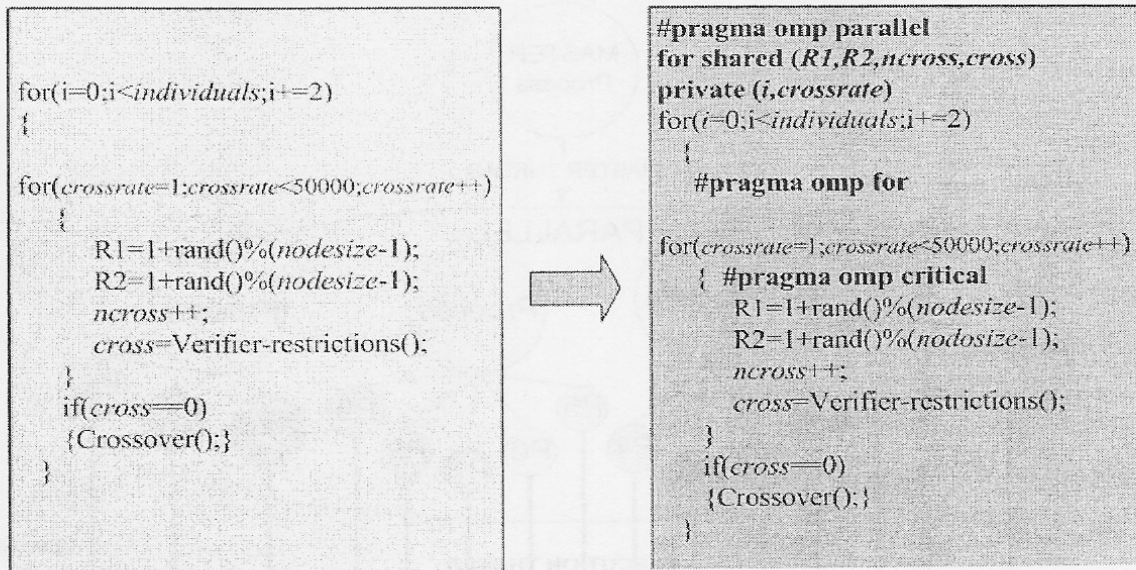 for(i=0;i<individuals;i+=2)
{
for(crossrate=1;crossrate<50000;crossrate++)
{
R1=1+rand()%(nodesize-1);
R2=1+rand()%(nodesize-1);
ncross++;
cross=Verifier-restrictions();
}
if(cross==0)
{Crossover();}
}
#pragma omp parallel
for shared (R1,R2,ncross,cross)
private (i,crossrate)
for(i=0;i<individuals;i+=2)
{
#pragma omp for
for(crossrate=1;crossrate<50000;crossrate++)
{ #pragma omp critical
R1=1+rand()%(nodesize-1);
R2=1+rand()%(nodosize-1);
ncross++;
cross=Verifier-restrictions();
}
if(cross==0)
{Crossover();}
}